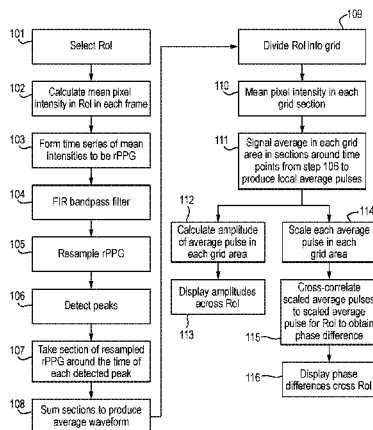 101
Select RoI
102
Calculate mean pixel
intensity in RoI in each frame
103
Form time series of mean
intensities to be rPPG
104
FIR bandpass filter
105
Resample rPPG
106
Detect peaks
107
Take section of resampled
rPPG around the time of
each detected peak
108
Sum sections to produce
average waveform
109
Divide RoI into grid
110
Mean pixel intensity in each
grid section
111
Signal average in each grid
area in sections around time
points from step 106 to
produce local average pulses
112
Calculate amplitude
of average pulse in
each grid area
Display amplitudes
across RoI
113
114
Scale each average
pulse in each
grid area
Cross-correlate
scaled average pulses
to scaled average
pulse for RoI to obtain
phase difference
115
Display phase
differences cross RoI
116